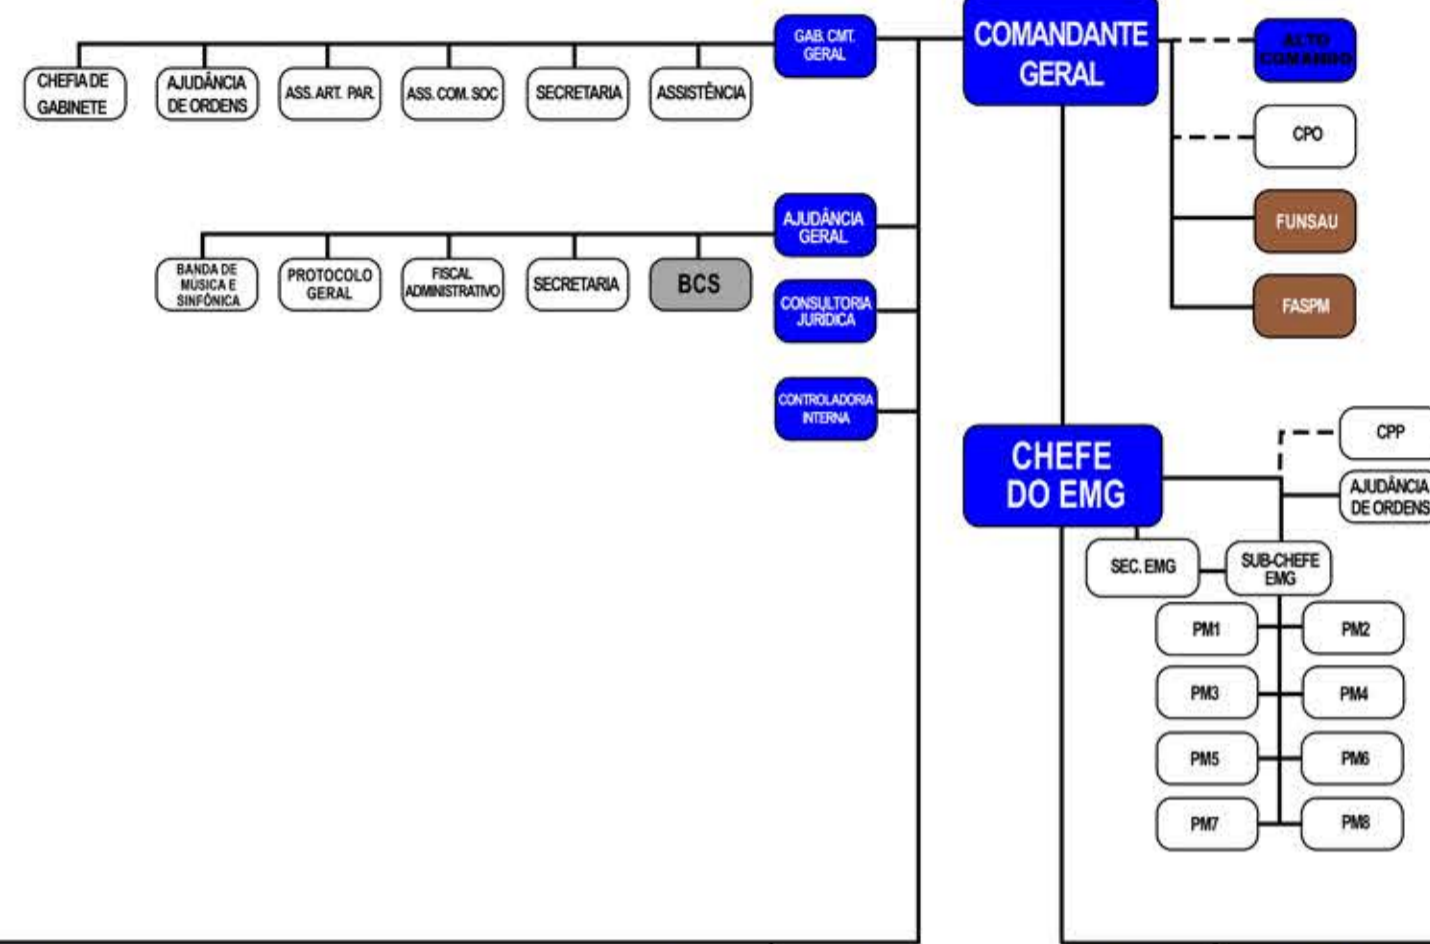 COMANDANTE
GERAL
GAB. CMT.
GERAL
ALTO
COMANDO
CHEFIA DE
GABINETE
AJUDÂNCIA
DE ORDENS
ASS. ART. PAR.
ASS. COM. SOC
SECRETARIA
ASSISTÊNCIA
CPO
AJUDÂNCIA
GERAL
FUNSAU
BANDA DE
MÚSICA E
SINFÔNICA
PROTOCOLO
GERAL
FISCAL
ADMINISTRATIVO
SECRETARIA
BCS
CONSULTORIA
JURÍDICA
FASPM
CONTROLADORIA
INTERNA
CHEFE
DO EMG
CPP
AJUDÂNCIA
DE ORDENS
SEC. EMG
SUB-CHEFE
EMG
PM1
PM2
PM3
PM4
PM5
PM6
PM7
PM8